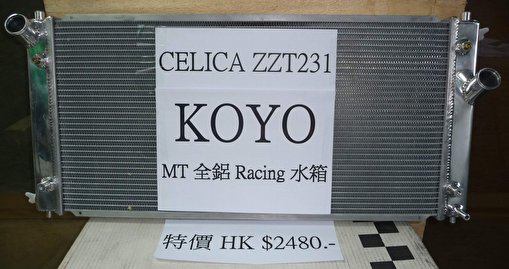 CELICA ZZT231
KOYO
MT 全鋁 Racing 水箱
特價 HK $2480.-